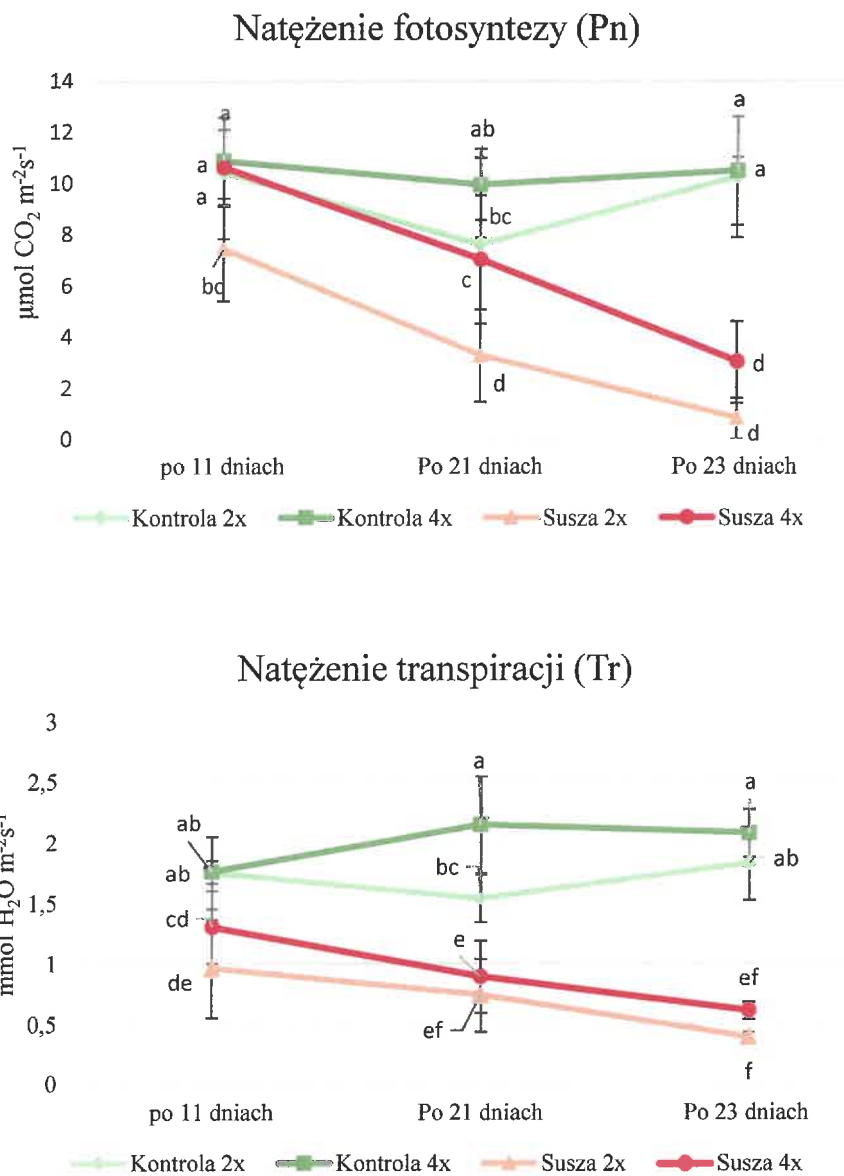 Natężenie fotosyntezy (Pn)
µmol CO₂ m⁻²s⁻¹
14
12
10
8
6
4
2
0
a
a
a
bc
ab
bc
c
d
a
a
d
d
po 11 dniach Po 21 dniach Po 23 dniach
Kontrola 2x Kontrola 4x Susza 2x Susza 4x
Natężenie transpiracji (Tr)
mmol H₂O m⁻²s⁻¹
3
2,5
2
1,5
1
0,5
0
ab
ab
cd
de
a
bc
e
ef
a
ab
ef
f
po 11 dniach Po 21 dniach Po 23 dniach
Kontrola 2x Kontrola 4x Susza 2x Susza 4x